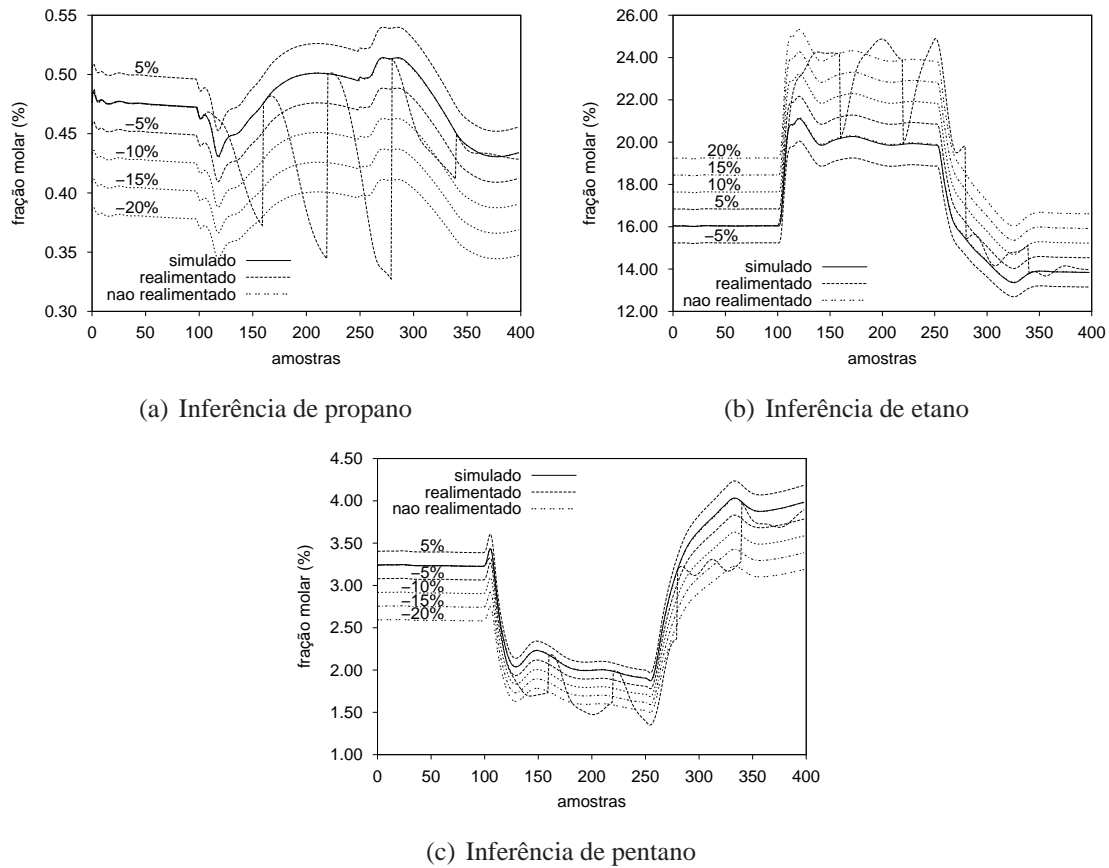 0.55
0.50
0.45
0.40
0.35
0.30
fração molar (%)
5%
−5%
−10%
−15%
−20%
simulado
realimentado
nao realimentado
0 50 100 150 200 250 300 350 400
amostras
(a) Inferência de propano
26.00
24.00
22.00
20.00
18.00
16.00
14.00
12.00
fração molar (%)
20%
15%
10%
5%
−5%
simulado
realimentado
nao realimentado
0 50 100 150 200 250 300 350 400
amostras
(b) Inferência de etano
4.50
4.00
3.50
3.00
2.50
2.00
1.50
1.00
fração molar (%)
simulado
realimentado
nao realimentado
5%
−5%
−10%
−15%
−20%
0 50 100 150 200 250 300 350 400
amostras
(c) Inferência de pentano